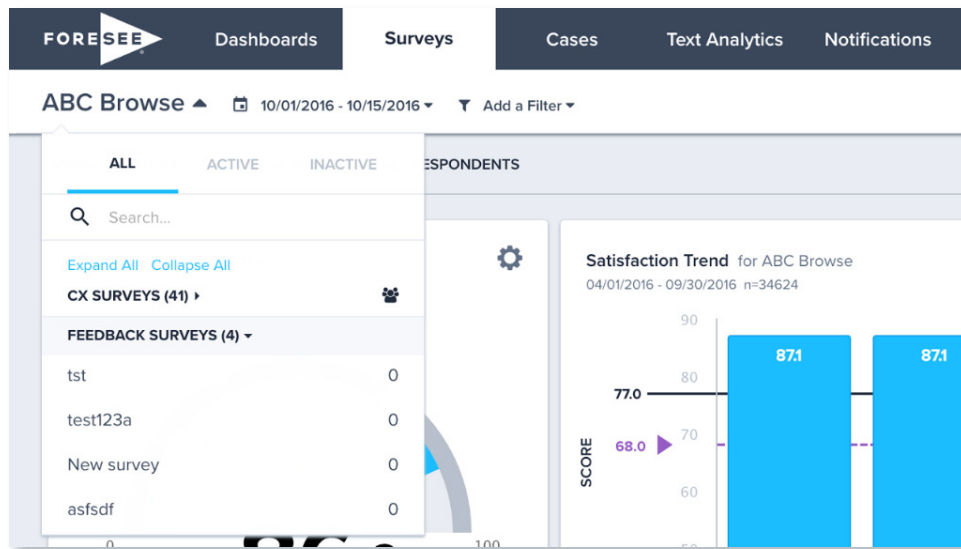 FORESEE Dashboards Surveys Cases Text Analytics Notifications
ABC Browse 10/01/2016 - 10/15/2016 Add a Filter
ALL ACTIVE INACTIVE
Search...
Expand All Collapse All
CX SURVEYS (41)
FEEDBACK SURVEYS (4)
tst 0
test123a 0
New survey 0
asfsdf 0
0 100
Satisfaction Trend for ABC Browse
04/01/2016 - 09/30/2016 n=34624
90
87.1 87.1
80
77.0
70
68.0
SCORE
60